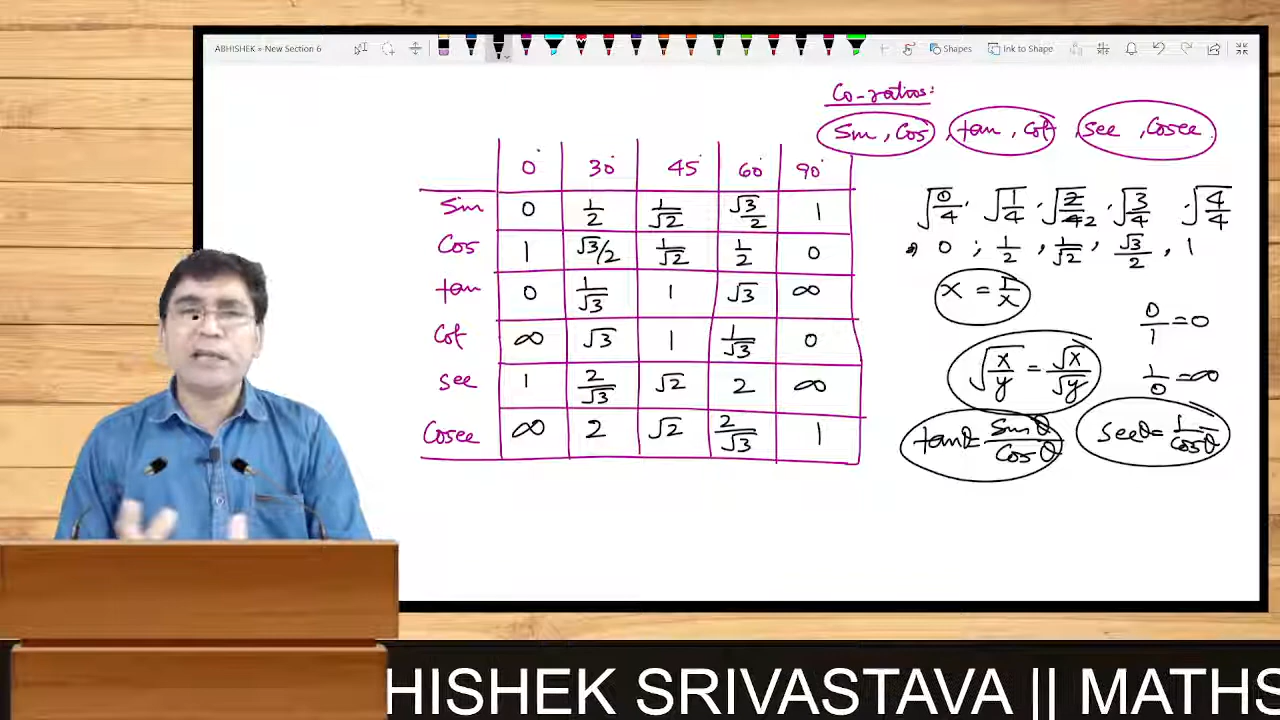 ABHISHEK » New Section 6
Shapes
Ink to Shape
Co-ratios:
Sin, Cos, tan, Cot, sec, Cosec
0° 30° 45° 60° 90°
Sin 0 1/2 1/√2 √3/2 1
Cos 1 √3/2 1/√2 1/2 0
tan 0 1/√3 1 √3 ∞
Cot ∞ √3 1 1/√3 0
sec 1 2/√3 √2 2 ∞
Cosec ∞ 2 √2 2/√3 1
√0/4, √1/4, √2/42, √3/4, √4/4
0; 1/2, 1/√2, √3/2, 1
x = 1/x
0/1 = 0
√x/y = √x/√y
1/0 = ∞
tanθ = Sinθ/Cosθ
secθ = 1/Cosθ
HISHEK SRIVASTAVA || MATHS